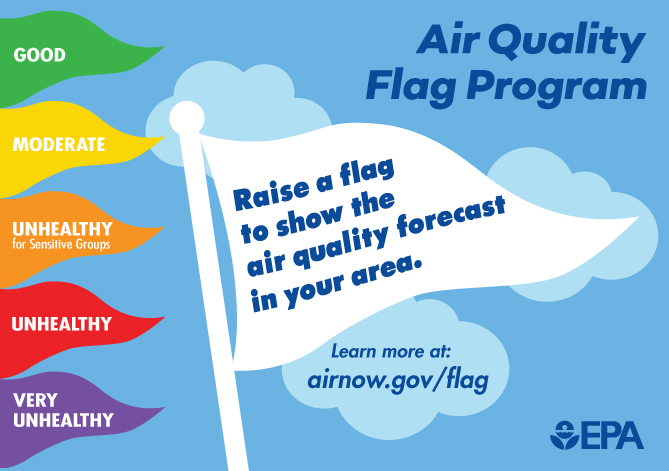 Air Quality
Flag Program
GOOD
MODERATE
UNHEALTHY
for Sensitive Groups
UNHEALTHY
VERY
UNHEALTHY
Raise a flag
to show the
air quality forecast
in your area.
Learn more at:
airnow.gov/flag
EPA